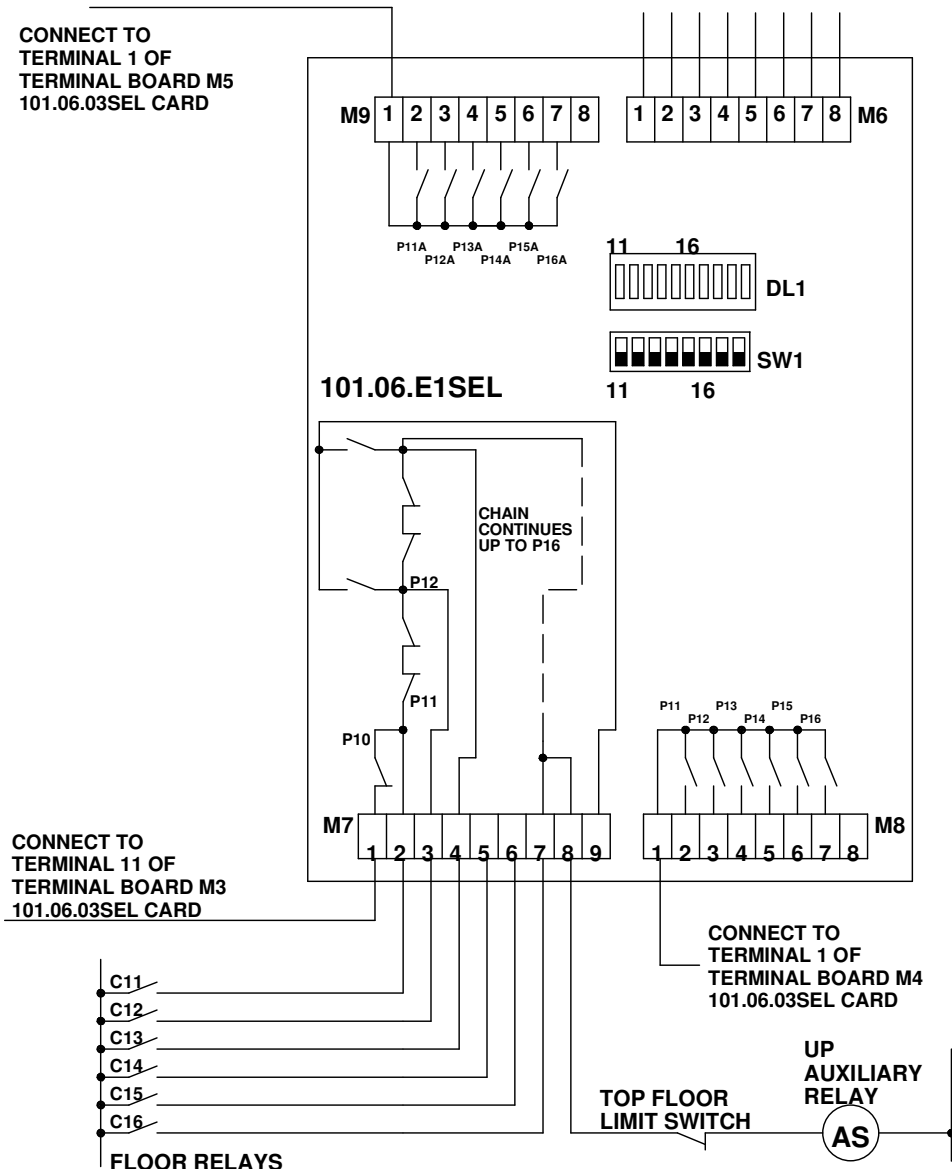 CONNECT TO
TERMINAL 1 OF
TERMINAL BOARD M5
101.06.03SEL CARD
M9 1 2 3 4 5 6 7 8
1 2 3 4 5 6 7 8 M6
P11A P13A P15A
P12A P14A P16A
11 16
DL1
SW1
11 16
101.06.E1SEL
CHAIN
CONTINUES
UP TO P16
P12
P11
P10
P11 P13 P15
P12 P14 P16
M7 1 2 3 4 5 6 7 8 9
1 2 3 4 5 6 7 8 M8
CONNECT TO
TERMINAL 11 OF
TERMINAL BOARD M3
101.06.03SEL CARD
CONNECT TO
TERMINAL 1 OF
TERMINAL BOARD M4
101.06.03SEL CARD
C11
C12
C13
C14
C15
C16
FLOOR RELAYS
TOP FLOOR
LIMIT SWITCH
UP
AUXILIARY
RELAY
AS